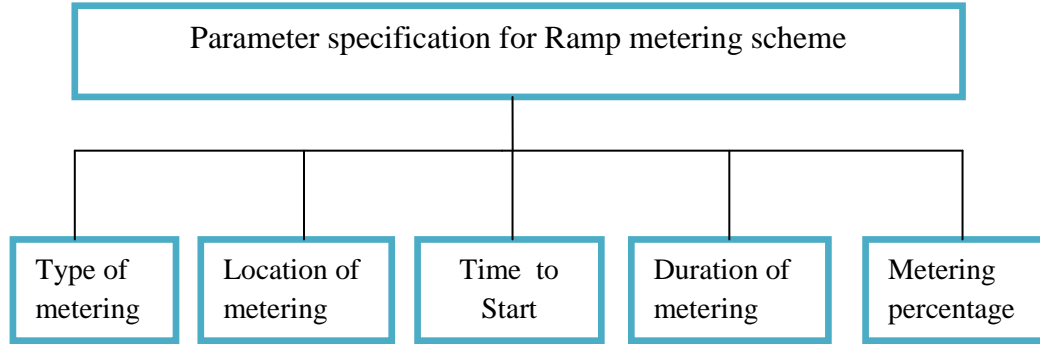 Parameter specification for Ramp metering scheme
Type of
metering
Location of
metering
Time to
Start
Duration of
metering
Metering
percentage